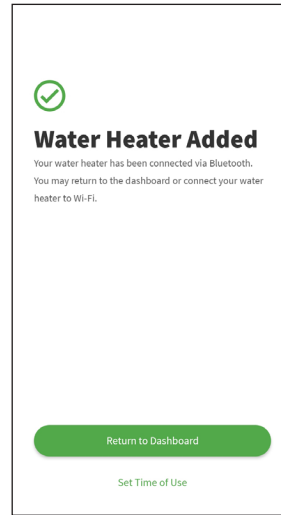 Water Heater Added
Your water heater has been connected via Bluetooth.
You may return to the dashboard or connect your water
heater to Wi-Fi.
Return to Dashboard
Set Time of Use